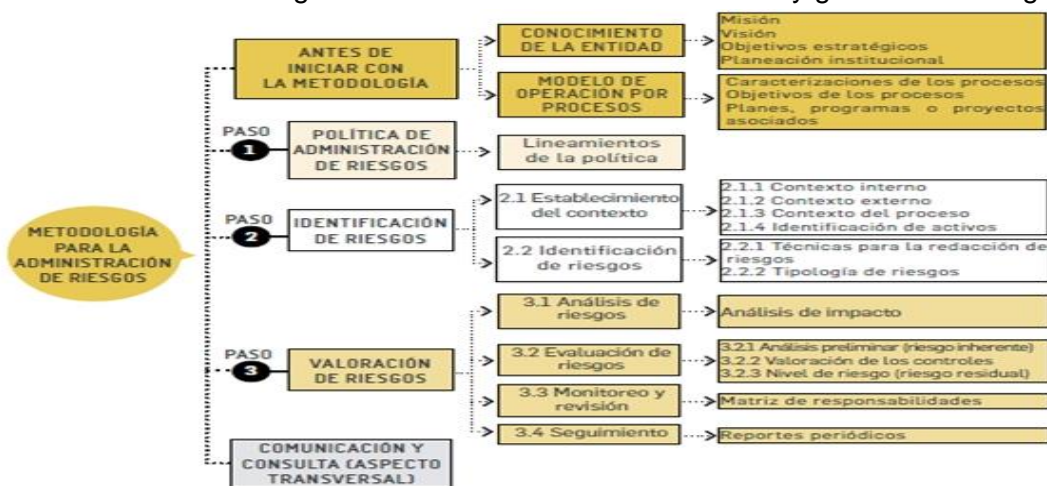 METODOLOGÍA
PARA LA
ADMINISTRACIÓN
DE RIESGOS
ANTES DE
INICIAR CON
LA METODOLOGÍA
CONOCIMIENTO
DE LA ENTIDAD
Misión
Visión
Objetivos estratégicos
Planeación institucional
MODELO DE
OPERACIÓN POR
PROCESOS
Caracterizaciones de los procesos
Objetivos de los procesos
Planes, programas o proyectos
asociados
PASO
1
POLÍTICA DE
ADMINISTRACIÓN
DE RIESGOS
Lineamientos
de la política
PASO
2
IDENTIFICACIÓN
DE RIESGOS
2.1 Establecimiento
del contexto
2.1.1 Contexto interno
2.1.2 Contexto externo
2.1.3 Contexto del proceso
2.1.4 Identificación de activos
2.2 Identificación
de riesgos
2.2.1 Técnicas para la redacción de
riesgos
2.2.2 Tipología de riesgos
PASO
3
VALORACIÓN
DE RIESGOS
3.1 Análisis de
riesgos
Análisis de impacto
3.2 Evaluación de
riesgos
3.2.1 Análisis preliminar (riesgo inherente)
3.2.2 Valoración de los controles
3.2.3 Nivel de riesgo (riesgo residual)
3.3 Monitoreo y
revisión
Matriz de responsabilidades
3.4 Seguimiento
Reportes periódicos
COMUNICACIÓN Y
CONSULTA (ASPECTO
TRANSVERSAL)